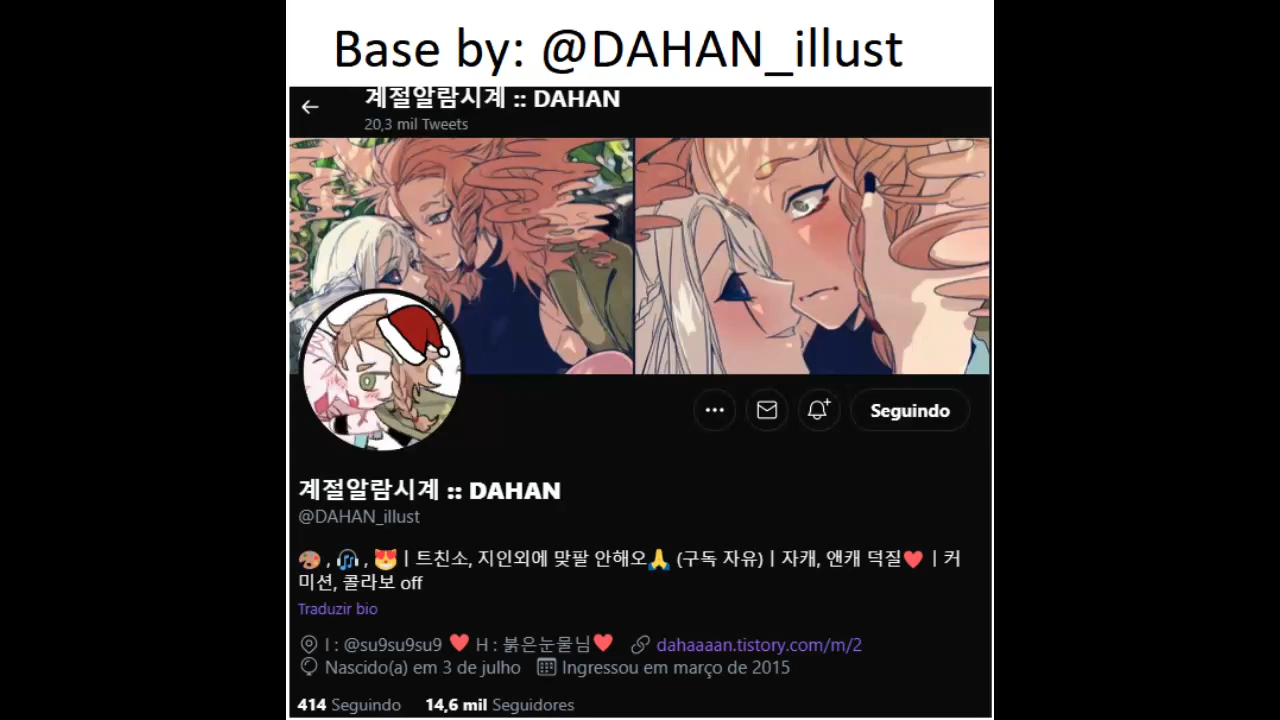 Base by: @DAHAN_illust
계절알람시계 :: DAHAN
20,3 mil Tweets
Seguindo
계절알람시계 :: DAHAN
@DAHAN_illust
🎨 , 🎧 , 😻 | 트친소, 지인외에 맞팔 안해오🙏 (구독 자유) | 자캐, 앤캐 덕질❤️ | 커
미션, 콜라보 off
Traduzir bio
I : @su9su9su9 ❤️ H : 붉은눈물님❤️ dahaaaan.tistory.com/m/2
Nascido(a) em 3 de julho Ingressou em março de 2015
414 Seguindo 14,6 mil Seguidores